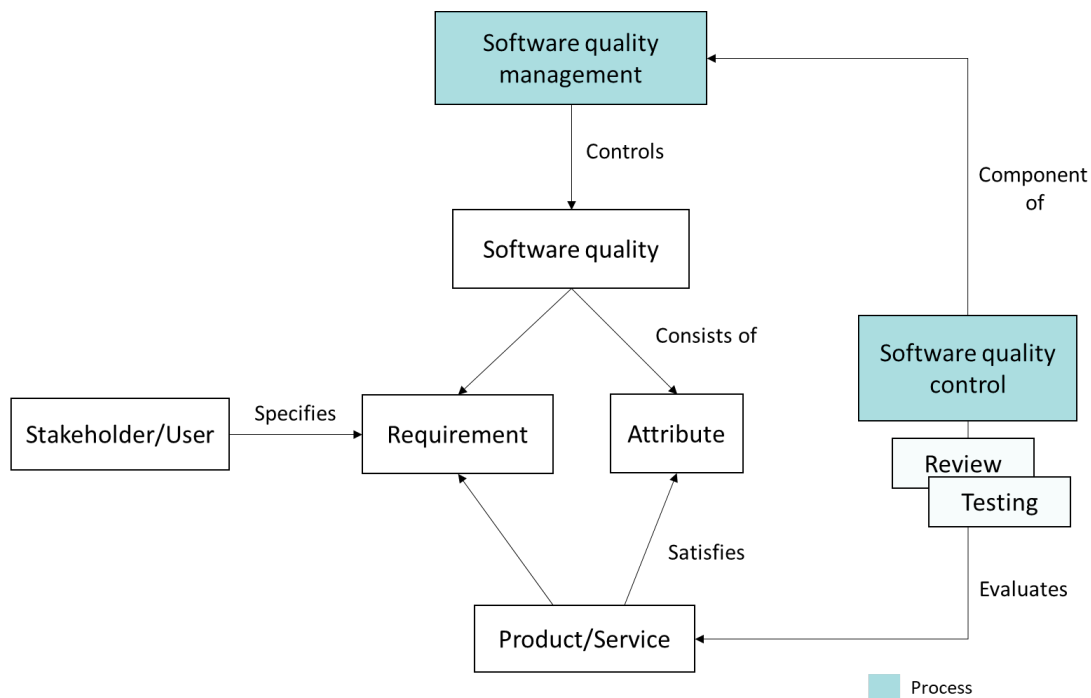 Software quality
management
Controls
Component
of
Software quality
Consists of
Software quality
control
Stakeholder/User
Specifies
Requirement
Attribute
Review
Testing
Satisfies
Evaluates
Product/Service
Process